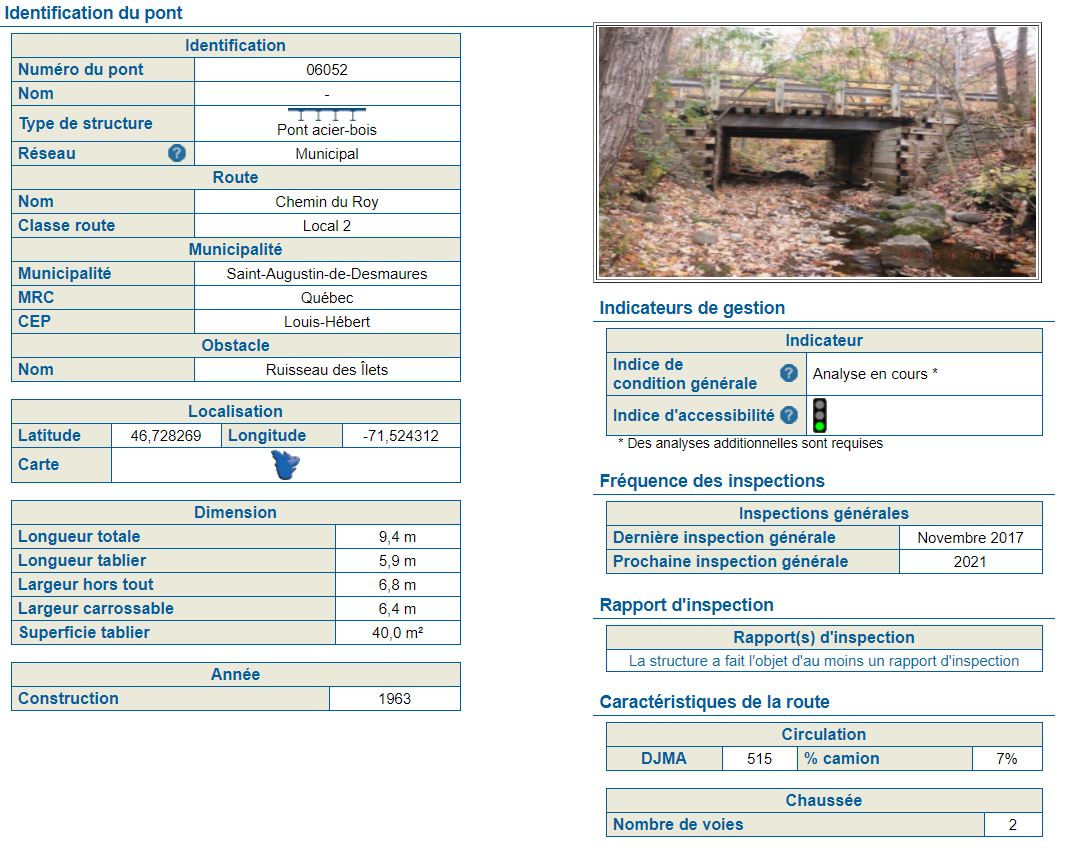 Identification du pont
Identification
Numéro du pont 06052
Nom -
Type de structure Pont acier-bois
Réseau ? Municipal
Route
Nom Chemin du Roy
Classe route Local 2
Municipalité
Municipalité Saint-Augustin-de-Desmaures
MRC Québec
CEP Louis-Hébert
Obstacle
Nom Ruisseau des Îlets
Localisation
Latitude 46,728269 Longitude -71,524312
Carte
Dimension
Longueur totale 9,4 m
Longueur tablier 5,9 m
Largeur hors tout 6,8 m
Largeur carrossable 6,4 m
Superficie tablier 40,0 m²
Année
Construction 1963
Indicateurs de gestion
Indicateur
Indice de
condition générale ? Analyse en cours *
Indice d'accessibilité ?
* Des analyses additionnelles sont requises
Fréquence des inspections
Inspections générales
Dernière inspection générale Novembre 2017
Prochaine inspection générale 2021
Rapport d'inspection
Rapport(s) d'inspection
La structure a fait l'objet d'au moins un rapport d'inspection
Caractéristiques de la route
Circulation
DJMA 515 % camion 7%
Chaussée
Nombre de voies 2